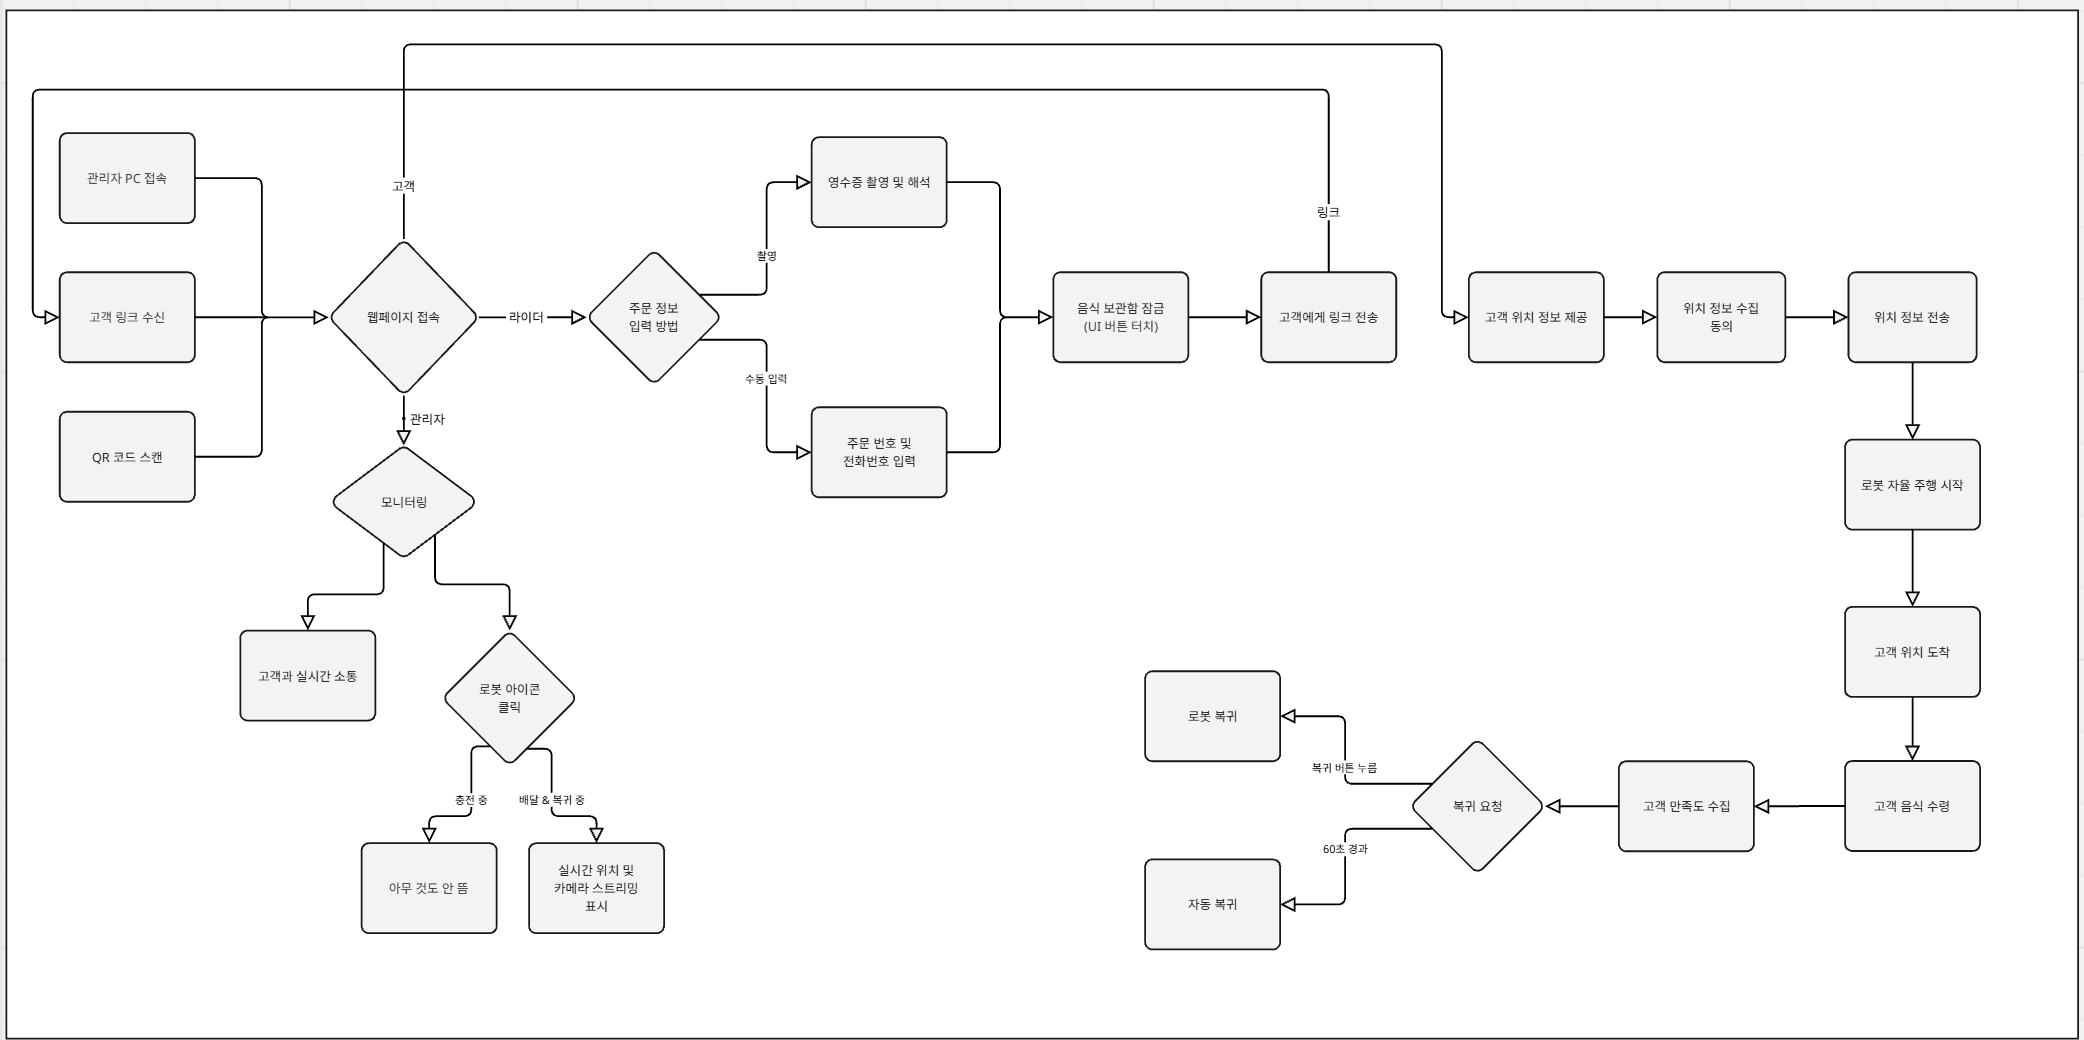 관리자 PC 접속
고객 링크 수신
QR 코드 스캔
웹페이지 접속
고객
라이더
관리자
주문 정보
입력 방법
촬영
수동 입력
영수증 촬영 및 해석
주문 번호 및
전화번호 입력
음식 보관함 잠금
(UI 버튼 터치)
고객에게 링크 전송
링크
고객 위치 정보 제공
위치 정보 수집
동의
위치 정보 전송
로봇 자율 주행 시작
고객 위치 도착
고객 음식 수령
고객 만족도 수집
복귀 요청
복귀 버튼 누름
로봇 복귀
60초 경과
자동 복귀
모니터링
고객과 실시간 소통
로봇 아이콘
클릭
충전 중
배달 & 복귀 중
아무 것도 안 뜸
실시간 위치 및
카메라 스트리밍
표시